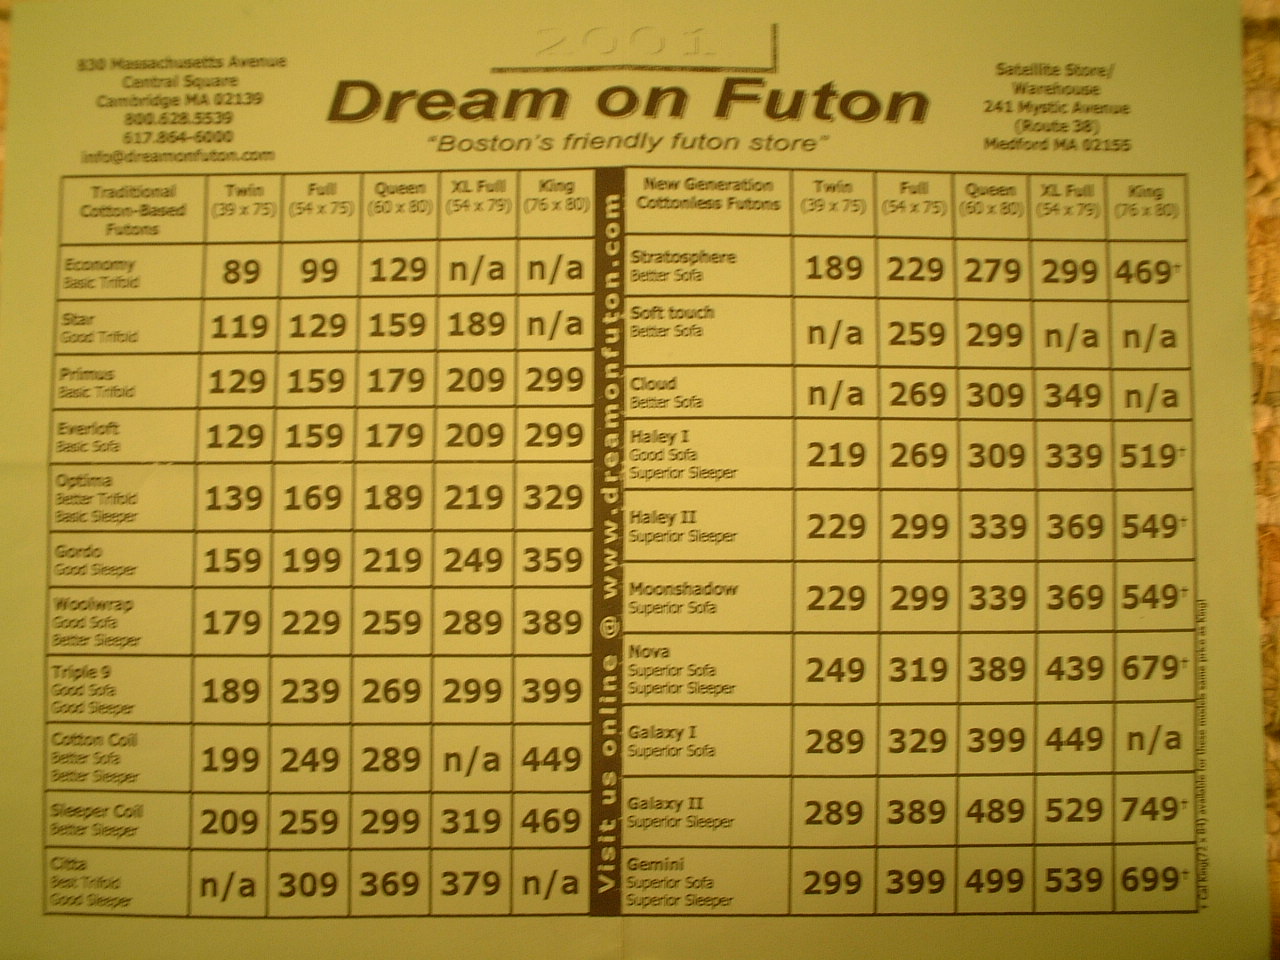 2001
830 Massachusetts Avenue
Central Square
Cambridge MA 02139
800.628.5539
617.864-6000
info@dreamonfuton.com
Dream on Futon
"Boston's friendly futon store"
Satellite Store/
Warehouse
241 Mystic Avenue
(Route 38)
Medford MA 02155
Traditional
Cotton-Based
Futons
Twin
(39 x 75)
Full
(54 x 75)
Queen
(60 x 80)
XL Full
(54 x 79)
King
(76 x 80)
Economy
Basic Trifold
89 99 129 n/a n/a
Star
Good Trifold
119 129 159 189 n/a
Primus
Basic Trifold
129 159 179 209 299
Everloft
Basic Sofa
129 159 179 209 299
Optima
Better Trifold
Basic Sleeper
139 169 189 219 329
Gordo
Good Sleeper
159 199 219 249 359
Woolwrap
Good Sofa
Better Sleeper
179 229 259 289 389
Triple 9
Good Sofa
Good Sleeper
189 239 269 299 399
Cotton Coil
Better Sofa
Better Sleeper
199 249 289 n/a 449
Sleeper Coil
Better Sleeper
209 259 299 319 469
Citta
Best Trifold
Good Sleeper
n/a 309 369 379 n/a
Visit us online @ www.dreamonfuton.com
New Generation
Cottonless Futons
Twin
(39 x 75)
Full
(54 x 75)
Queen
(60 x 80)
XL Full
(54 x 79)
King
(76 x 80)
Stratosphere
Better Sofa
189 229 279 299 469†
Soft touch
Better Sofa
n/a 259 299 n/a n/a
Cloud
Better Sofa
n/a 269 309 349 n/a
Haley I
Good Sofa
Superior Sleeper
219 269 309 339 519†
Haley II
Superior Sleeper
229 299 339 369 549†
Moonshadow
Superior Sofa
229 299 339 369 549†
Nova
Superior Sofa
Superior Sleeper
249 319 389 439 679†
Galaxy I
Superior Sofa
289 329 399 449 n/a
Galaxy II
Superior Sleeper
289 389 489 529 749†
Gemini
Superior Sofa
Superior Sleeper
299 399 499 539 699†
† Cal King(72 x 84) available for these models same price as King!